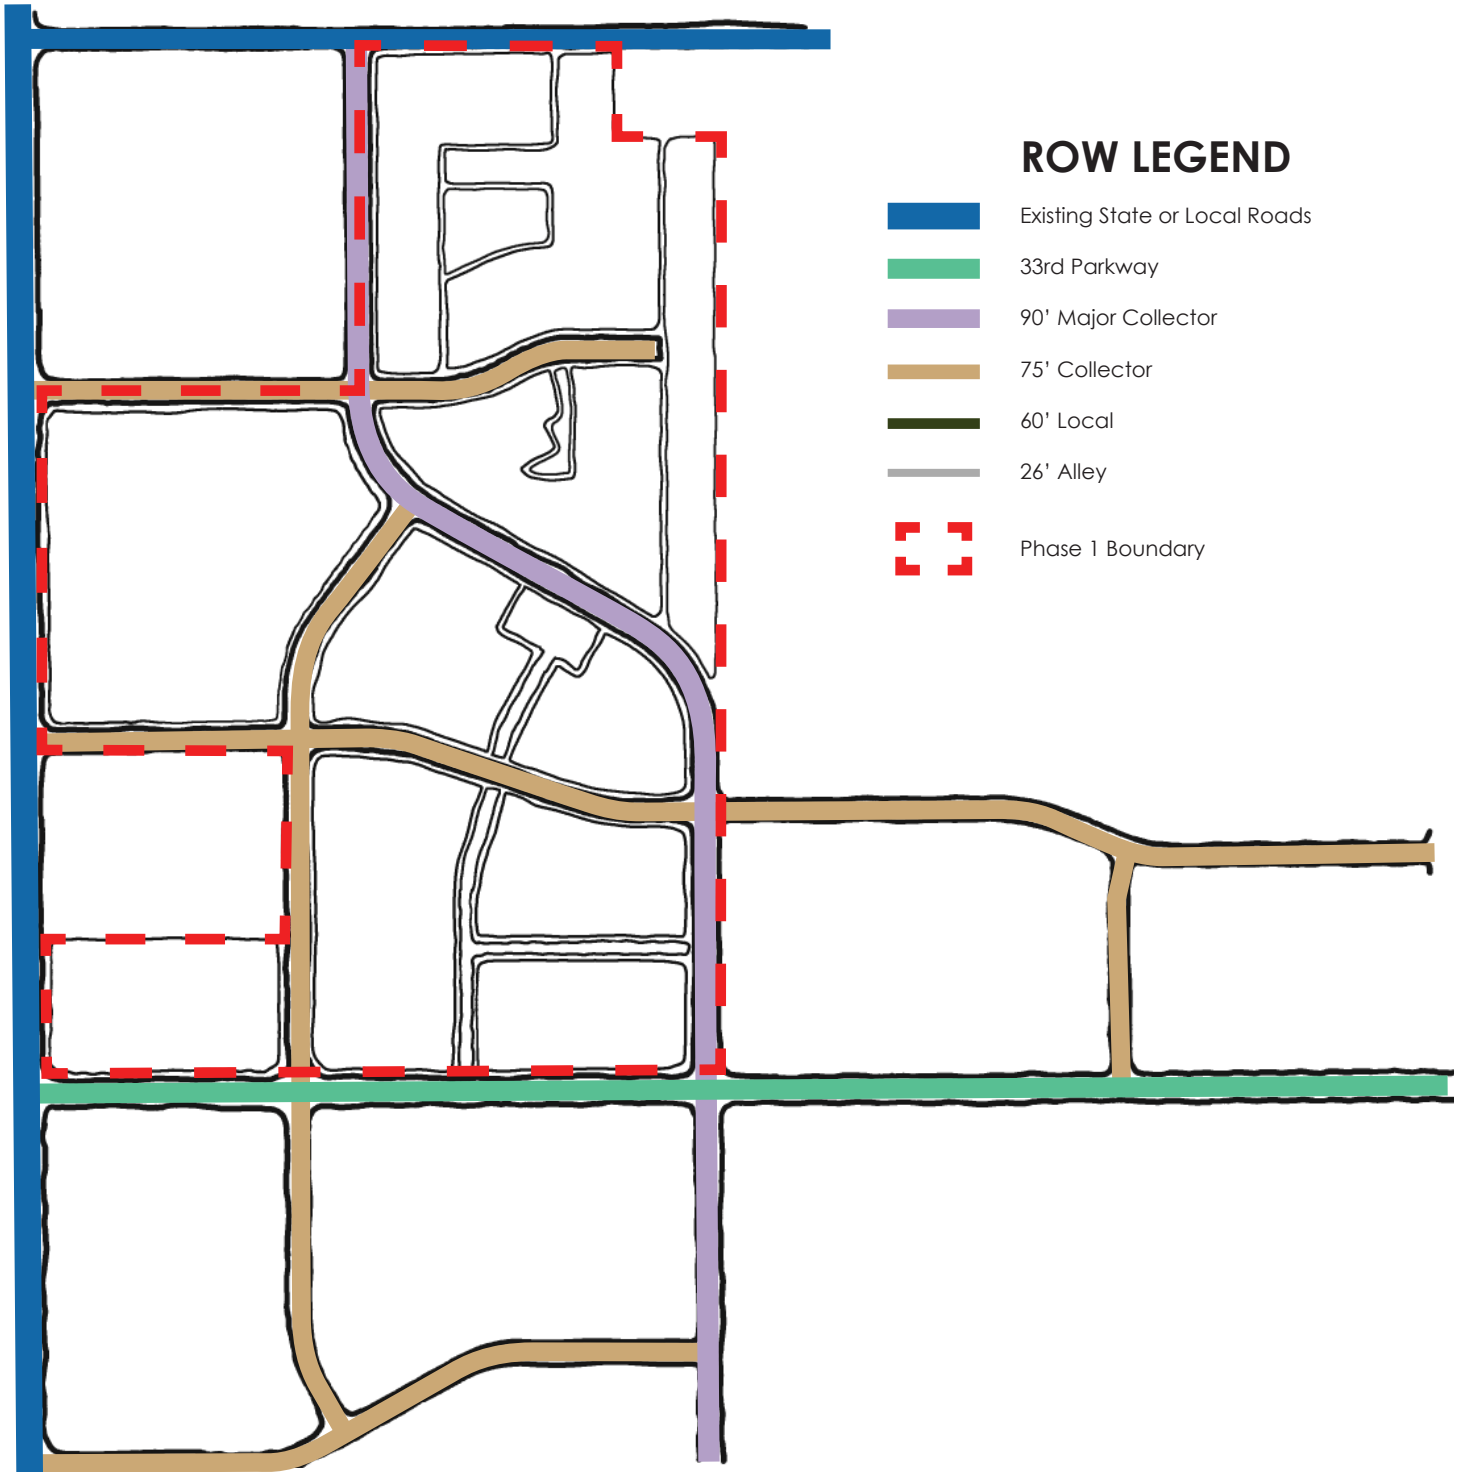 ROW LEGEND
Existing State or Local Roads
33rd Parkway
90’ Major Collector
75’ Collector
60’ Local
26’ Alley
Phase 1 Boundary